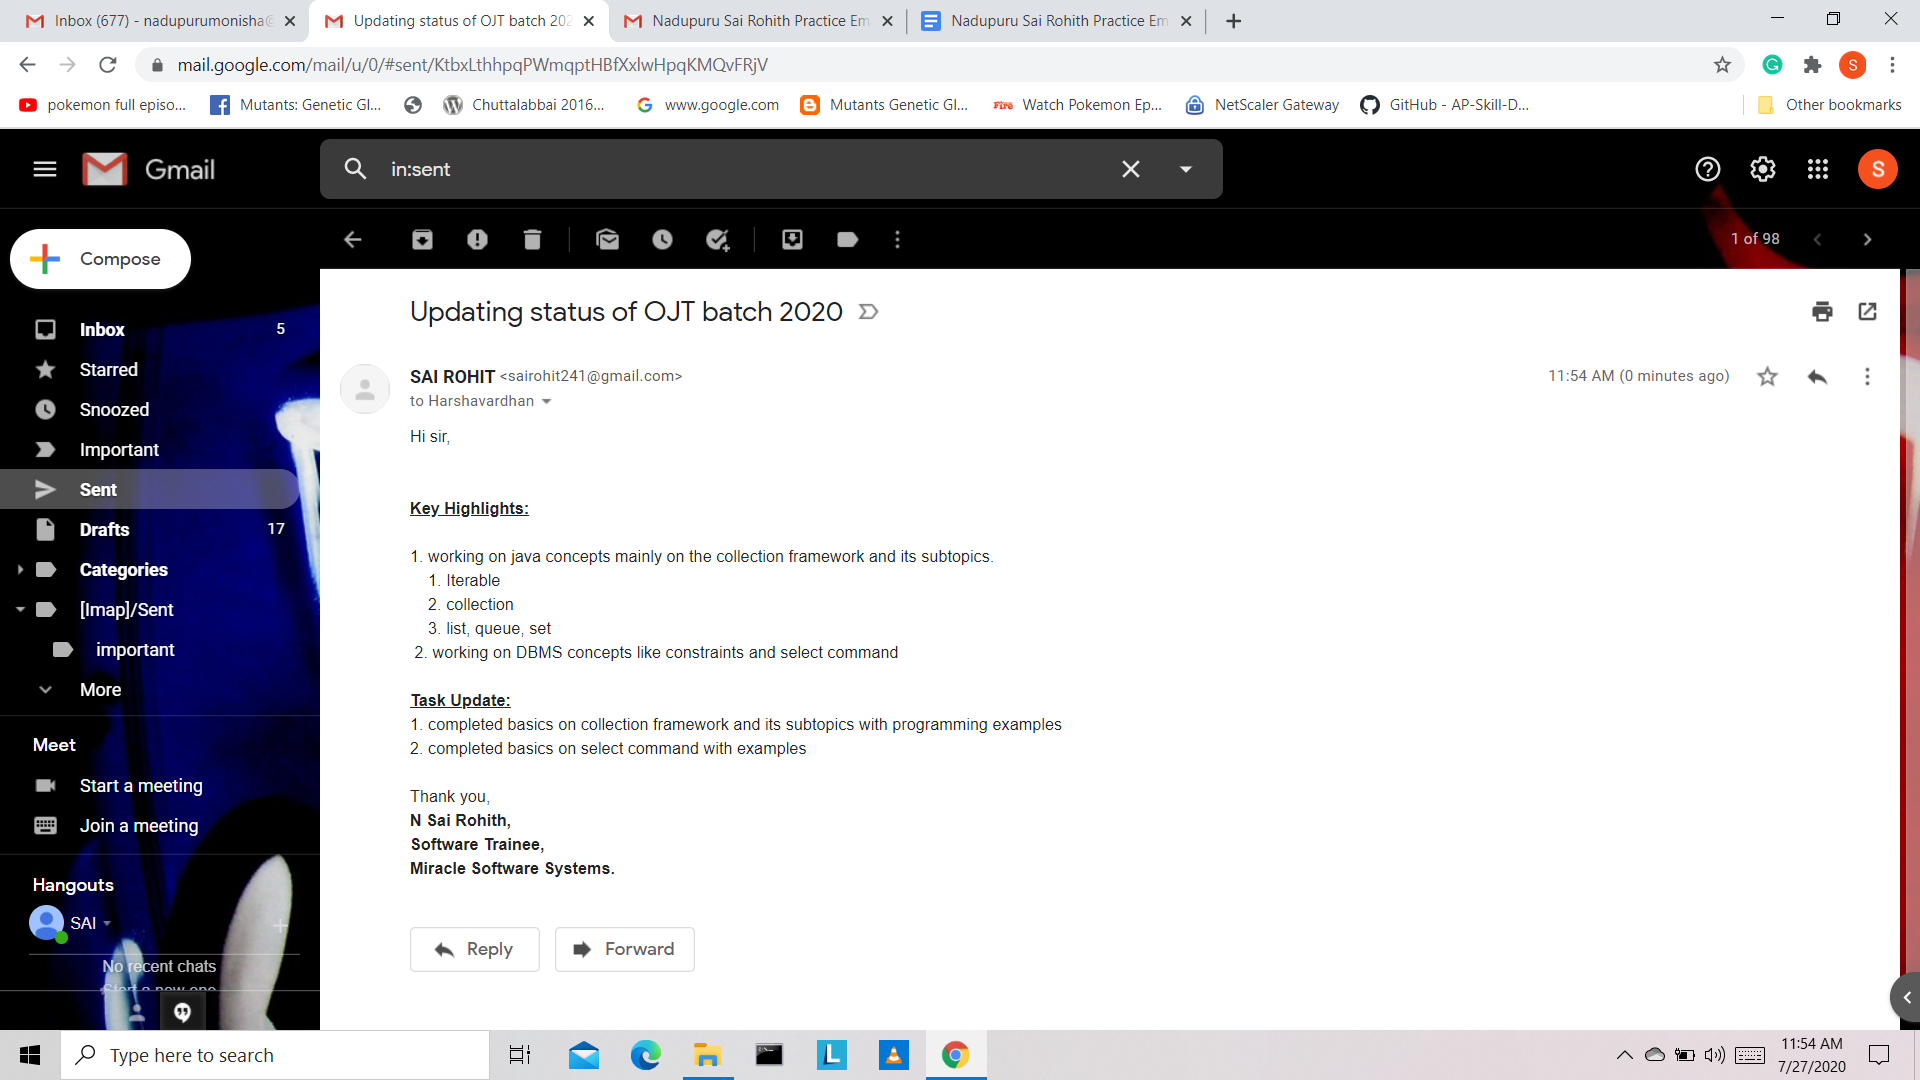 Inbox (677) - nadupurumonisha@
Updating status of OJT batch 202
Nadupuru Sai Rohith Practice Em
Nadupuru Sai Rohith Practice Em
mail.google.com/mail/u/0/#sent/KtbxLthhpqPWmqptHBfXxlwHpqKMQvFRjV
S
pokemon full episo...
Mutants: Genetic Gl...
Chuttalabbai 2016...
www.google.com
Mutants Genetic Gl...
Fire Watch Pokemon Ep...
NetScaler Gateway
GitHub - AP-Skill-D...
Other bookmarks
Gmail
in:sent
S
Compose
1 of 98
Inbox 5
Starred
Snoozed
Important
Sent
Drafts 17
Categories
[Imap]/Sent
important
More
Meet
Start a meeting
Join a meeting
Hangouts
SAI
No recent chats
Start a new one
Updating status of OJT batch 2020
SAI ROHIT <sairohit241@gmail.com>
11:54 AM (0 minutes ago)
to Harshavardhan
Hi sir,
Key Highlights:
1. working on java concepts mainly on the collection framework and its subtopics.
1. Iterable
2. collection
3. list, queue, set
2. working on DBMS concepts like constraints and select command
Task Update:
1. completed basics on collection framework and its subtopics with programming examples
2. completed basics on select command with examples
Thank you,
N Sai Rohith,
Software Trainee,
Miracle Software Systems.
Reply
Forward
Type here to search
L
11:54 AM
7/27/2020